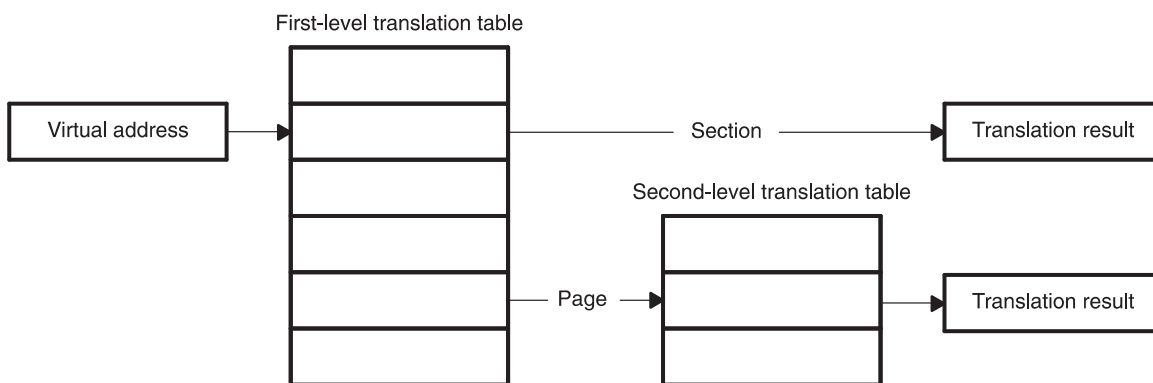 First-level translation table
Virtual address
Section
Translation result
Second-level translation table
Page
Translation result